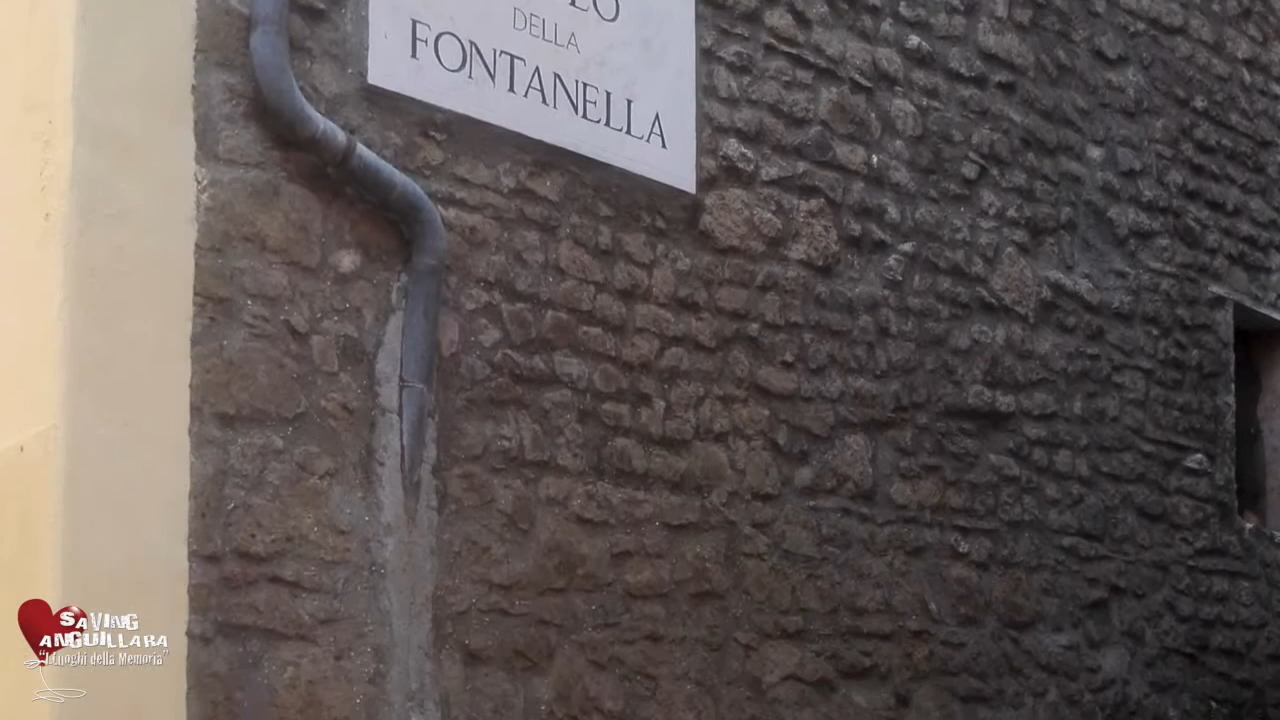 DELLA
FONTANELLA
SAVING
ANGUILLARA
"Luoghi della Memoria"